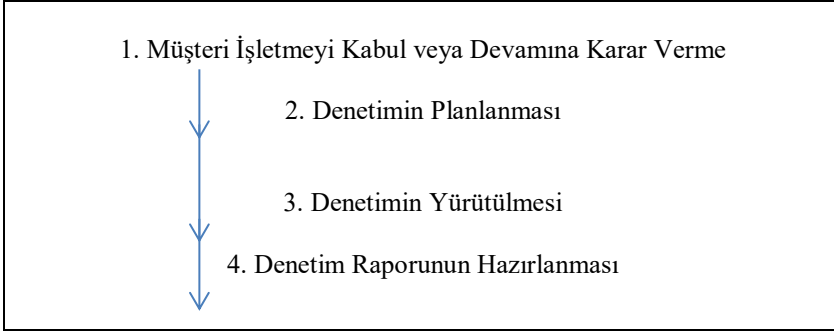 1. Müşteri İşletmeyi Kabul veya Devamına Karar Verme
2. Denetimin Planlanması
3. Denetimin Yürütülmesi
4. Denetim Raporunun Hazırlanması